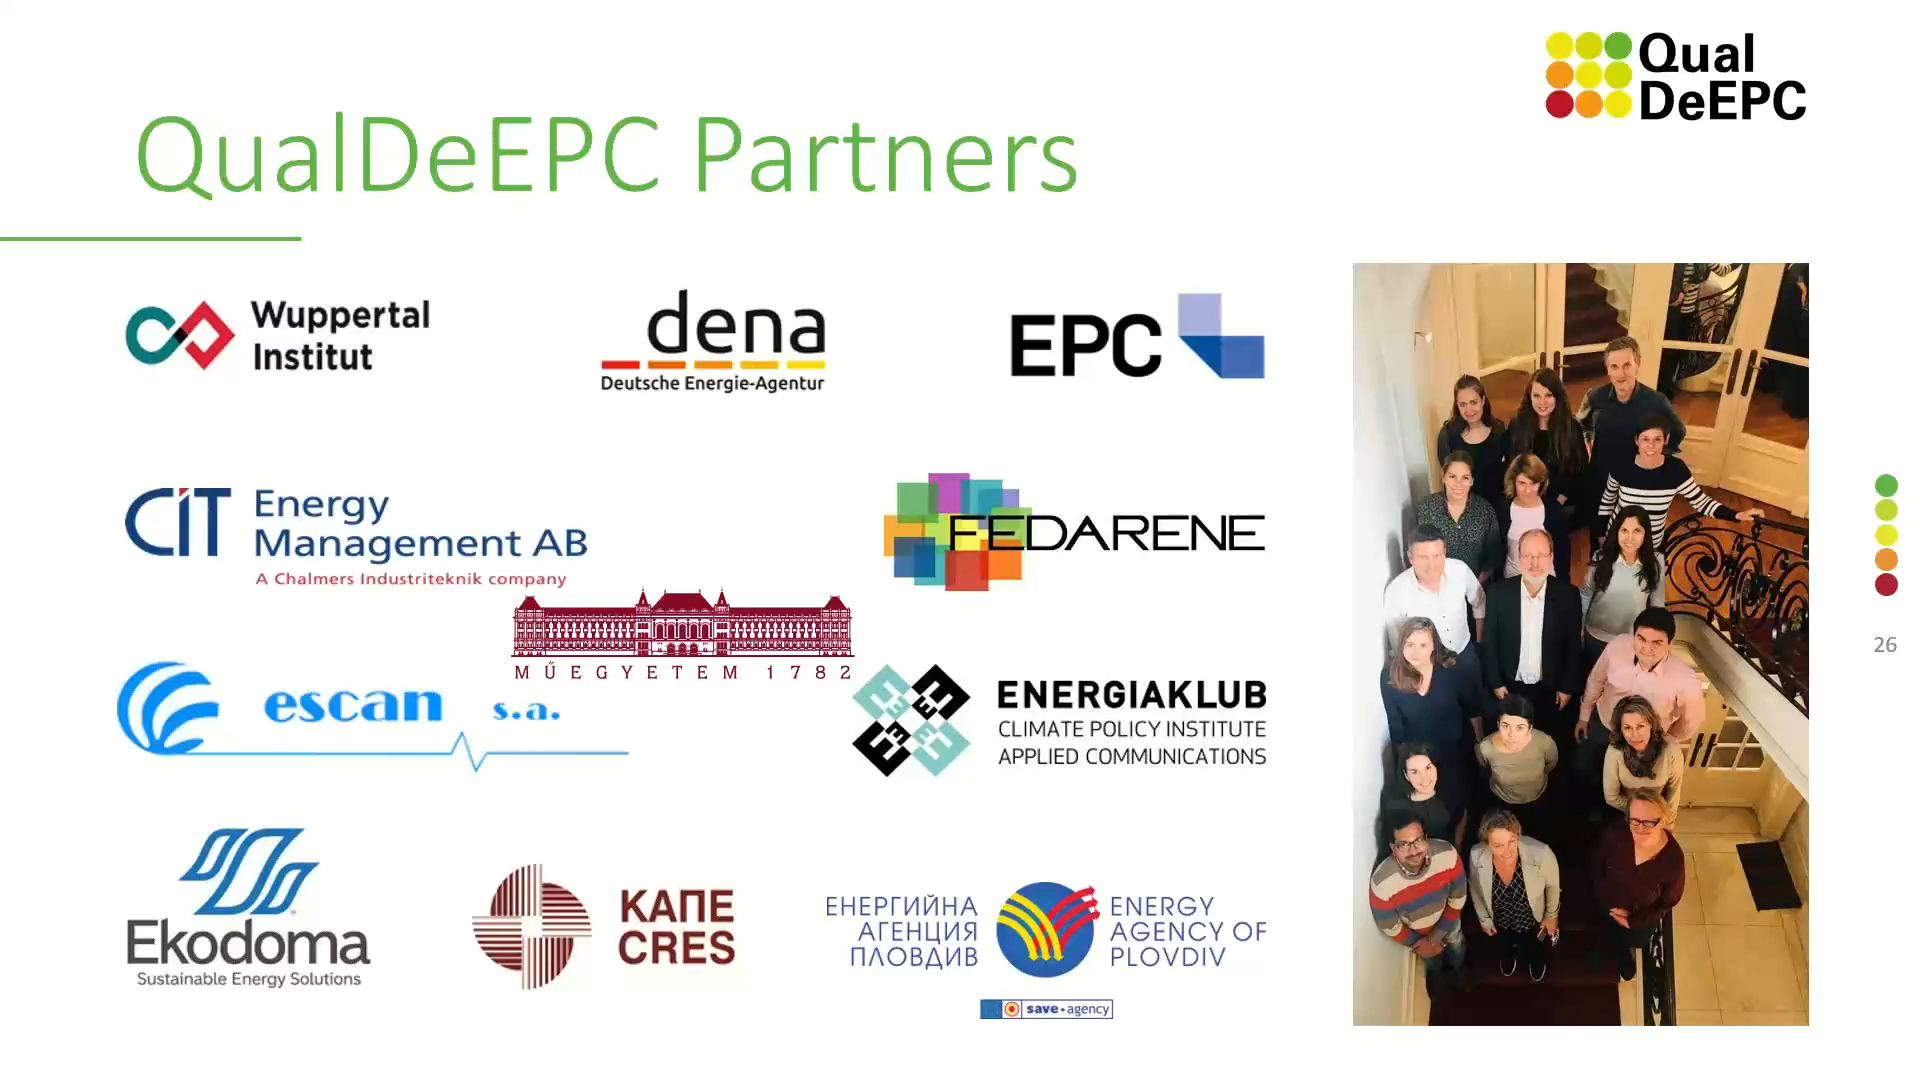 Qual
DeEPC
QualDeEPC Partners
Wuppertal
Institut
dena
Deutsche Energie-Agentur
EPC
CIT Energy
Management AB
A Chalmers Industriteknik company
FEDARENE
MŰEGYETEM 1782
escan s.a.
ENERGIAKLUB
CLIMATE POLICY INSTITUTE
APPLIED COMMUNICATIONS
26
Ekodoma
Sustainable Energy Solutions
ΚΑΠΕ
CRES
ЕНЕРГИЙНА
АГЕНЦИЯ
ПЛОВДИВ
ENERGY
AGENCY OF
PLOVDIV
save•agency